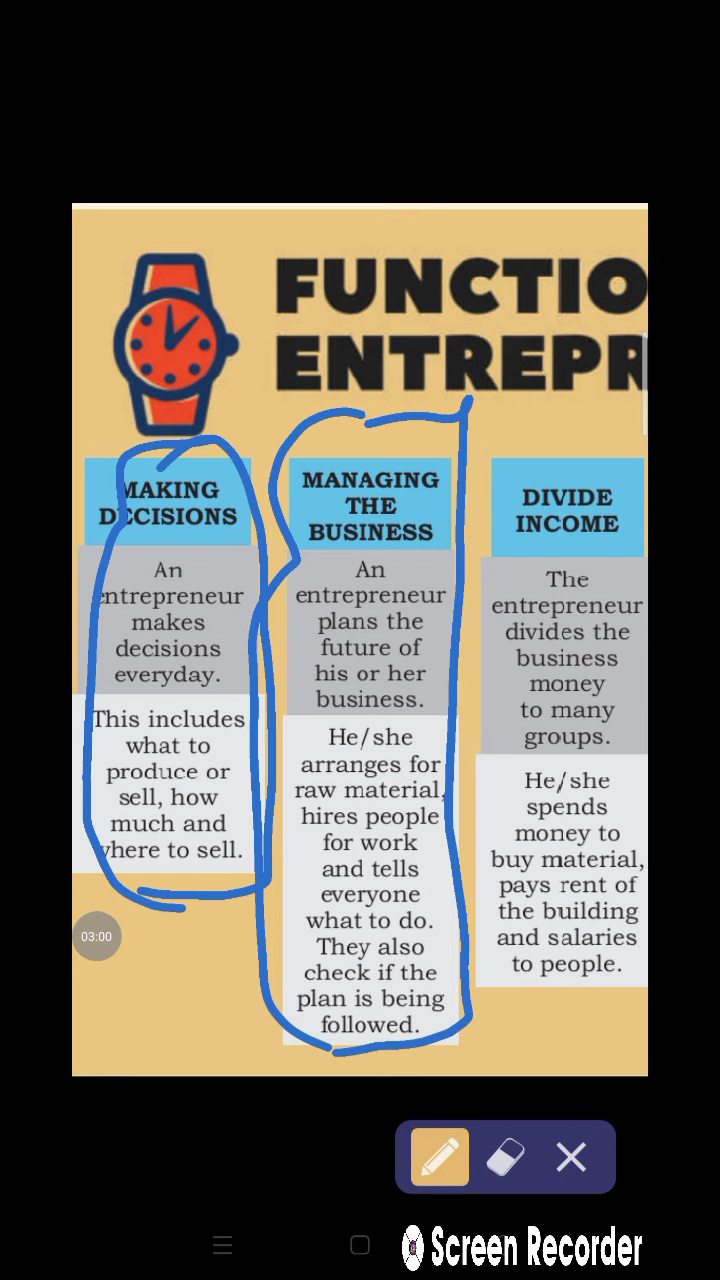 FUNCTIO
ENTREPR
MAKING
DECISIONS
An
entrepreneur
makes
decisions
everyday.
This includes
what to
produce or
sell, how
much and
where to sell.
MANAGING
THE
BUSINESS
An
entrepreneur
plans the
future of
his or her
business.
He/she
arranges for
raw material,
hires people
for work
and tells
everyone
what to do.
They also
check if the
plan is being
followed.
DIVIDE
INCOME
The
entrepreneur
divides the
business
money
to many
groups.
He/she
spends
money to
buy material,
pays rent of
the building
and salaries
to people.
03:00
Screen Recorder